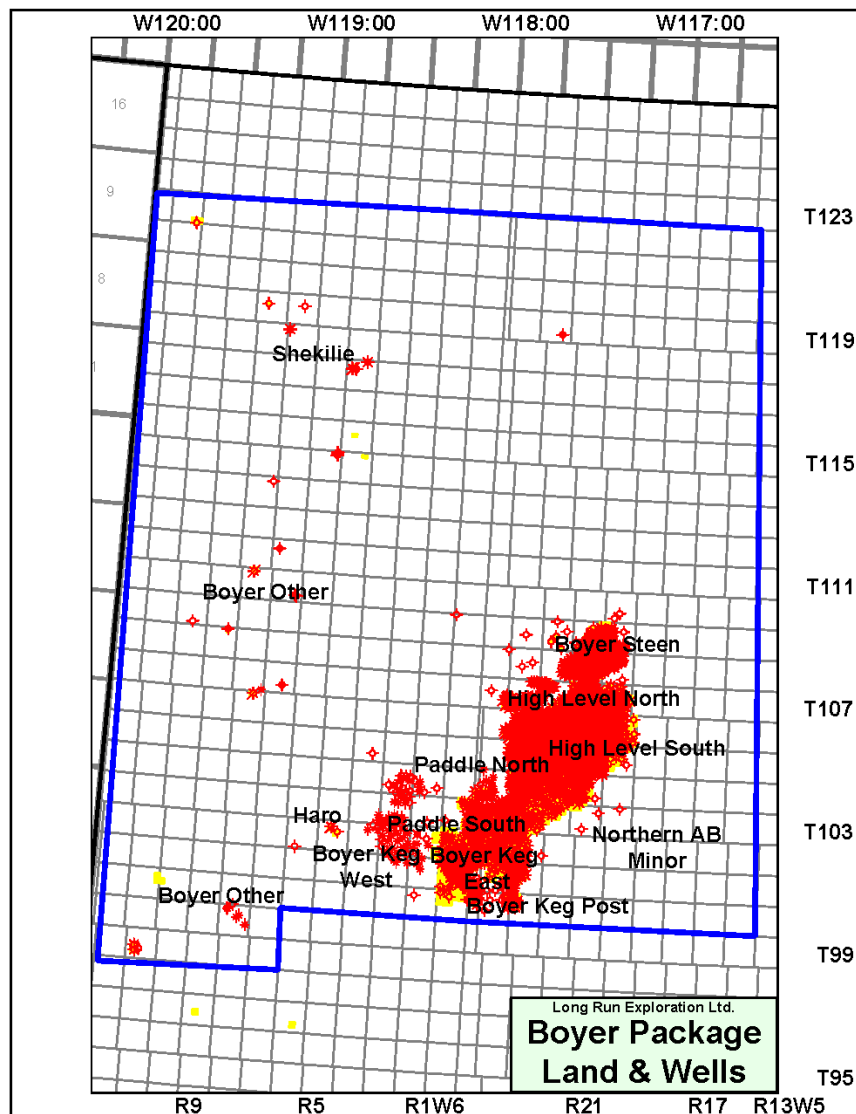 W120:00 W119:00 W118:00 W117:00
16
9
T123
8
T119
Shekilie
T115
T111
Boyer Other
Boyer Steen
High Level North
T107
High Level South
Paddle North
Haro
Paddle South
T103
Northern AB
Minor
Boyer Keg
West
Boyer Keg
East
Boyer Other
Boyer Keg Post
T99
Long Run Exploration Ltd.
Boyer Package
Land & Wells
T95
R9 R5 R1W6 R21 R17 R13W5